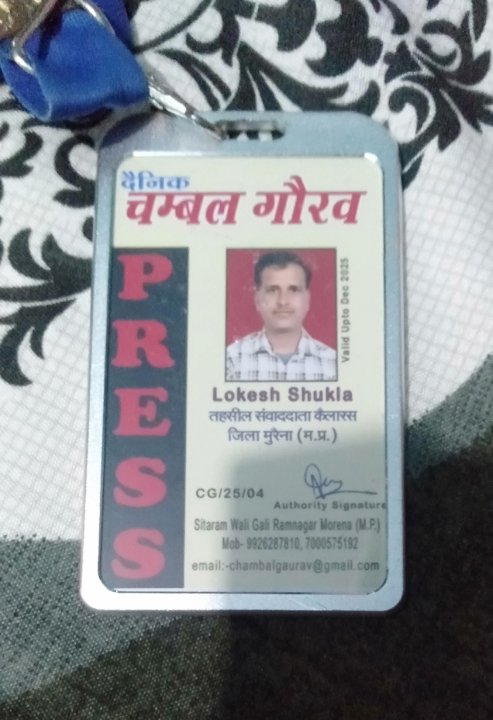 दैनिक
चम्बल गौरव
PRESS
Valid Upto Dec 2025
Lokesh Shukla
तहसील संवाददाता कैलारस
जिला मुरैना (म.प्र.)
CG/25/04
Authority Signature
Sitaram Wali Gali Ramnagar Morena (M.P.)
Mob- 9926287810, 7000575192
email:-chambalgaurav@gmail.com